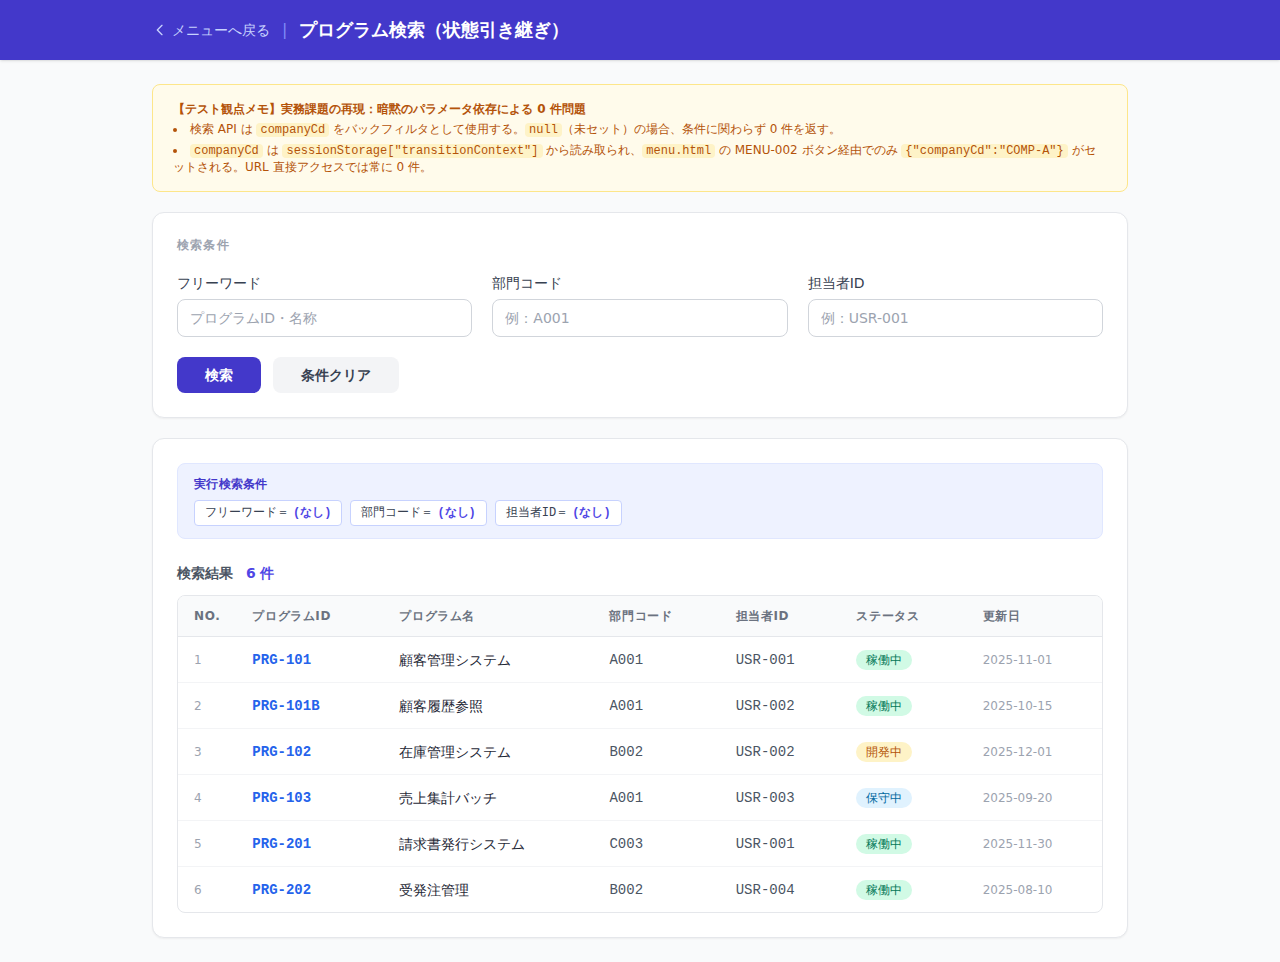 メニューへ戻る | プログラム検索（状態引き継ぎ）
【テスト観点メモ】実務課題の再現：暗黙のパラメータ依存による 0 件問題
• 検索 API は companyCd をバックフィルタとして使用する。null（未セット）の場合、条件に関わらず 0 件を返す。
• companyCd は sessionStorage["transitionContext"] から読み取られ、menu.html の MENU-002 ボタン経由でのみ {"companyCd":"COMP-A"} がセ
ットされる。URL 直接アクセスでは常に 0 件。
検索条件
フリーワード 部門コード 担当者ID
プログラムID・名称 例：A001 例：USR-001
検索 条件クリア
実行検索条件
フリーワード＝（なし） 部門コード＝（なし） 担当者ID＝（なし）
検索結果 6 件
NO. プログラムID プログラム名 部門コード 担当者ID ステータス 更新日
1 PRG-101 顧客管理システム A001 USR-001 稼働中 2025-11-01
2 PRG-101B 顧客履歴参照 A001 USR-002 稼働中 2025-10-15
3 PRG-102 在庫管理システム B002 USR-002 開発中 2025-12-01
4 PRG-103 売上集計バッチ A001 USR-003 保守中 2025-09-20
5 PRG-201 請求書発行システム C003 USR-001 稼働中 2025-11-30
6 PRG-202 受発注管理 B002 USR-004 稼働中 2025-08-10